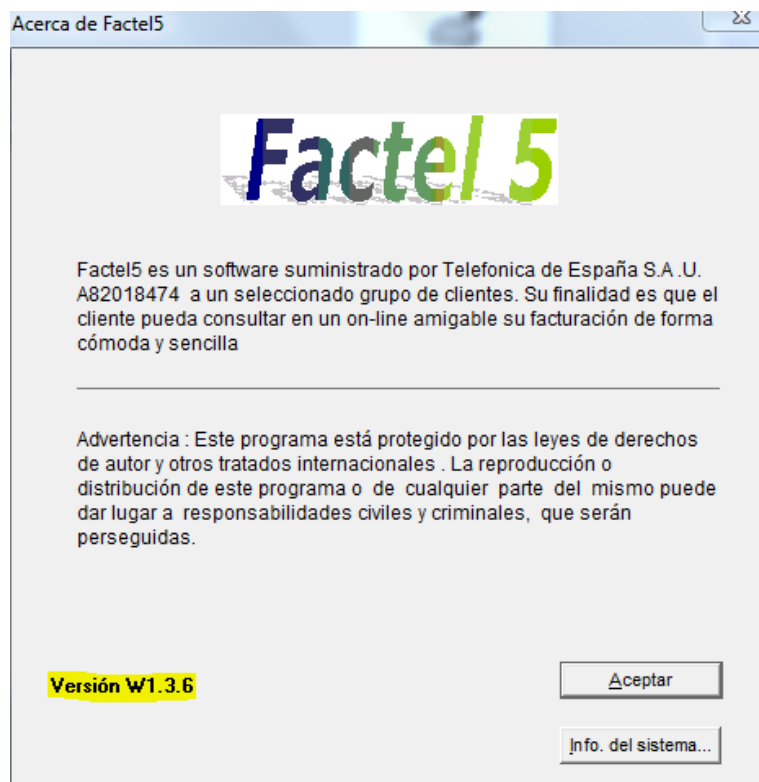 Acerca de Factel5
Factel 5
Factel5 es un software suministrado por Telefonica de España S.A .U.
A82018474 a un seleccionado grupo de clientes. Su finalidad es que el
cliente pueda consultar en un on-line amigable su facturación de forma
cómoda y sencilla
Advertencia : Este programa está protegido por las leyes de derechos
de autor y otros tratados internacionales . La reproducción o
distribución de este programa o de cualquier parte del mismo puede
dar lugar a responsabilidades civiles y criminales, que serán
perseguidas.
Versión W1.3.6
Aceptar
Info. del sistema...